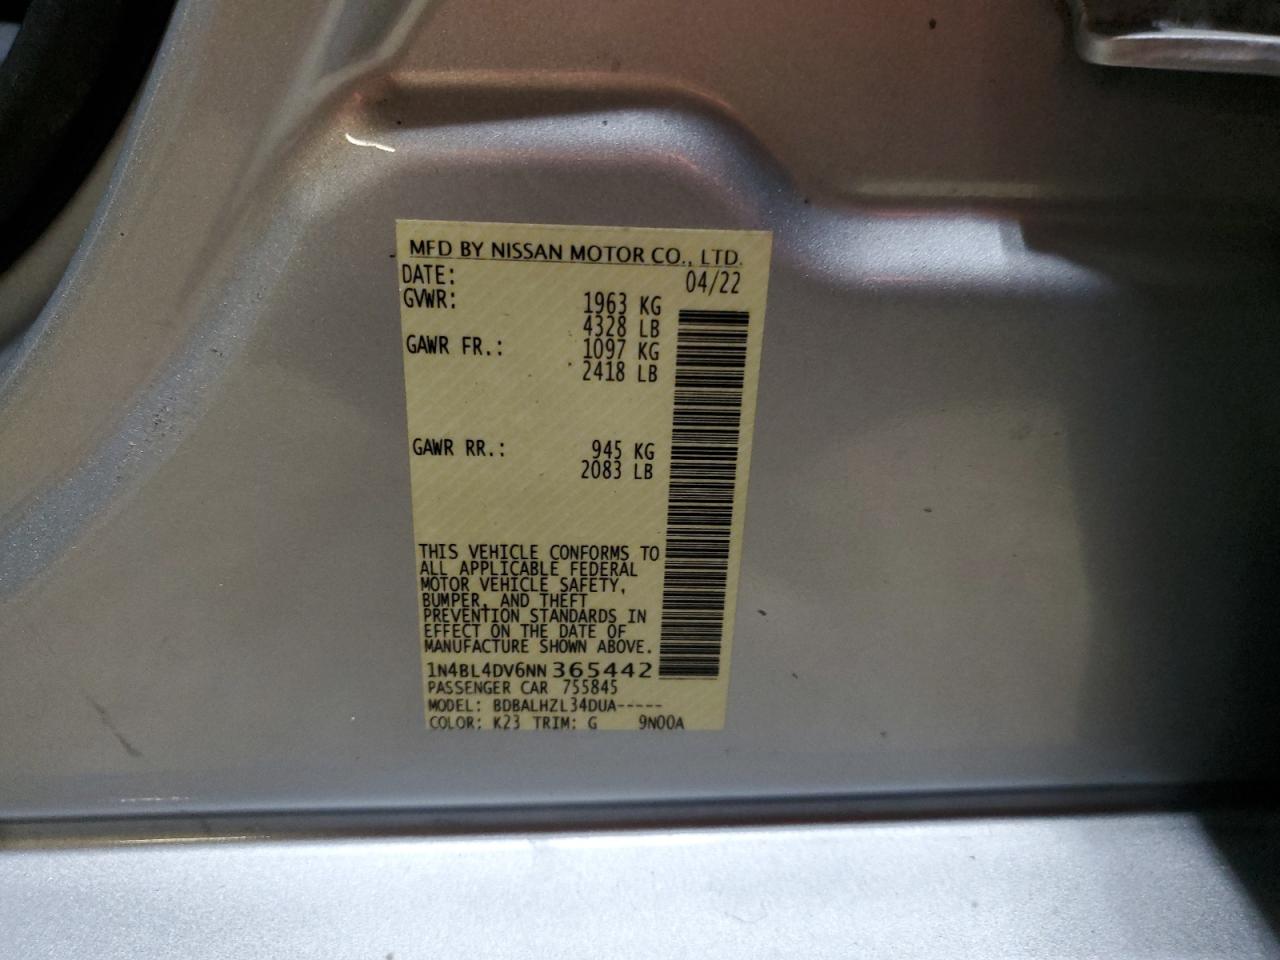 MFD BY NISSAN MOTOR CO., LTD.
DATE: 04/22
GVWR: 1963 KG
4328 LB
GAWR FR.: 1097 KG
2418 LB
GAWR RR.: 945 KG
2083 LB
THIS VEHICLE CONFORMS TO
ALL APPLICABLE FEDERAL
MOTOR VEHICLE SAFETY,
BUMPER, AND THEFT
PREVENTION STANDARDS IN
EFFECT ON THE DATE OF
MANUFACTURE SHOWN ABOVE.
1N4BL4DV6NN365442
PASSENGER CAR 755845
MODEL: BDBALHZL34DUA-----
COLOR: K23 TRIM: G 9N00A